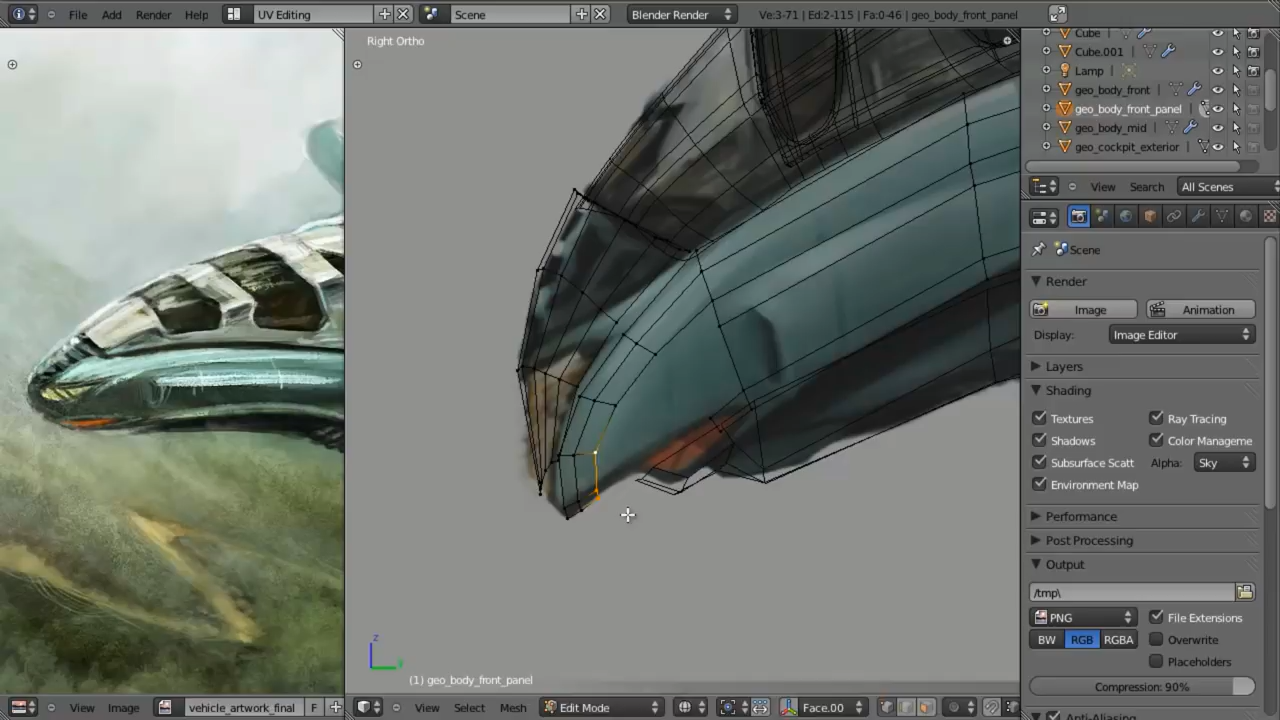 File Add Render Help UV Editing Scene Blender Render Ve:3-71 | Ed:2-115 | Fa:0-46 | geo_body_front_panel
Right Ortho
Cube
Cube.001
Lamp
geo_body_front
geo_body_front_panel
geo_body_mid
geo_cockpit_exterior
View Search All Scenes
Scene
Render
Image Animation
Display: Image Editor
Layers
Shading
Textures Ray Tracing
Shadows Color Manageme
Subsurface Scatt Alpha: Sky
Environment Map
Performance
Post Processing
Output
/tmp\
PNG File Extensions
BW RGB RGBA Overwrite
Placeholders
Compression: 90%
Anti-Aliasing
z
(1) geo_body_front_panel
View Image vehicle_artwork_final F View Select Mesh Edit Mode Face.00